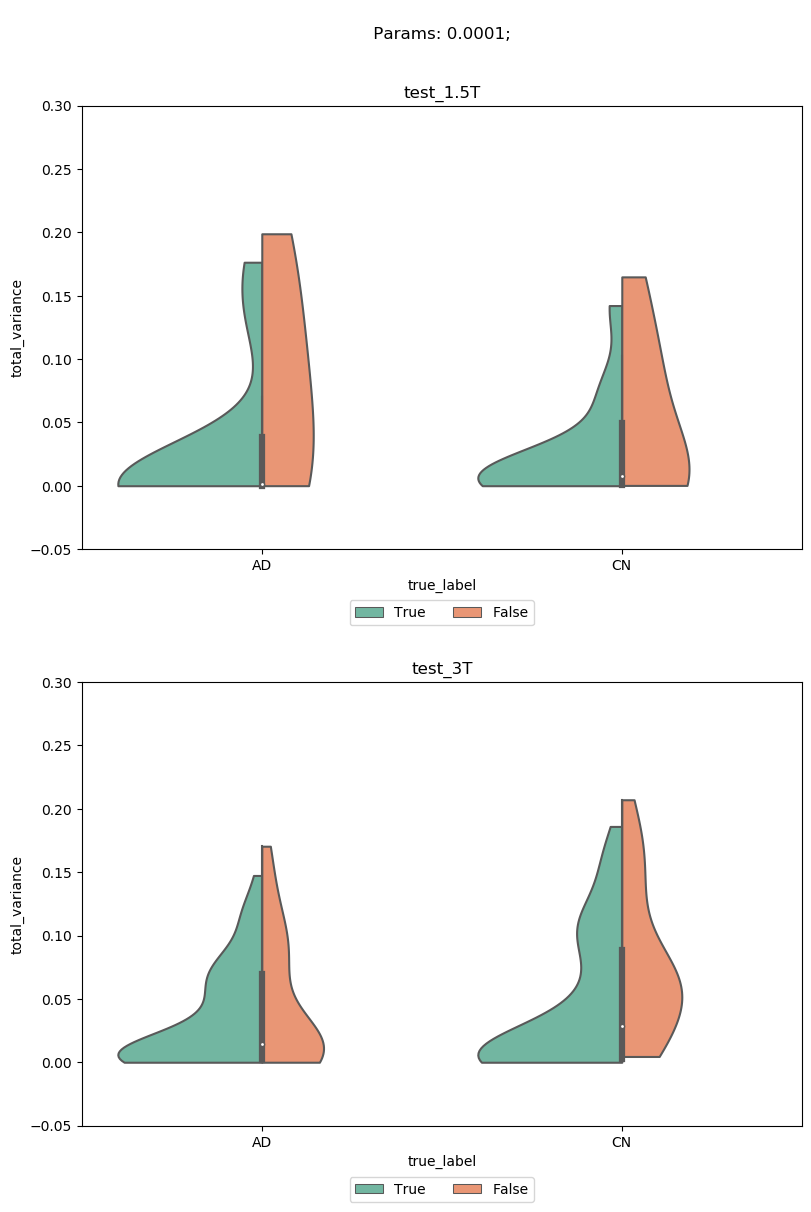 Params: 0.0001;
test_1.5T
0.30
0.25
0.20
0.15
0.10
0.05
0.00
−0.05
total_variance
AD CN
true_label
True False
test_3T
0.30
0.25
0.20
0.15
0.10
0.05
0.00
−0.05
total_variance
AD CN
true_label
True False